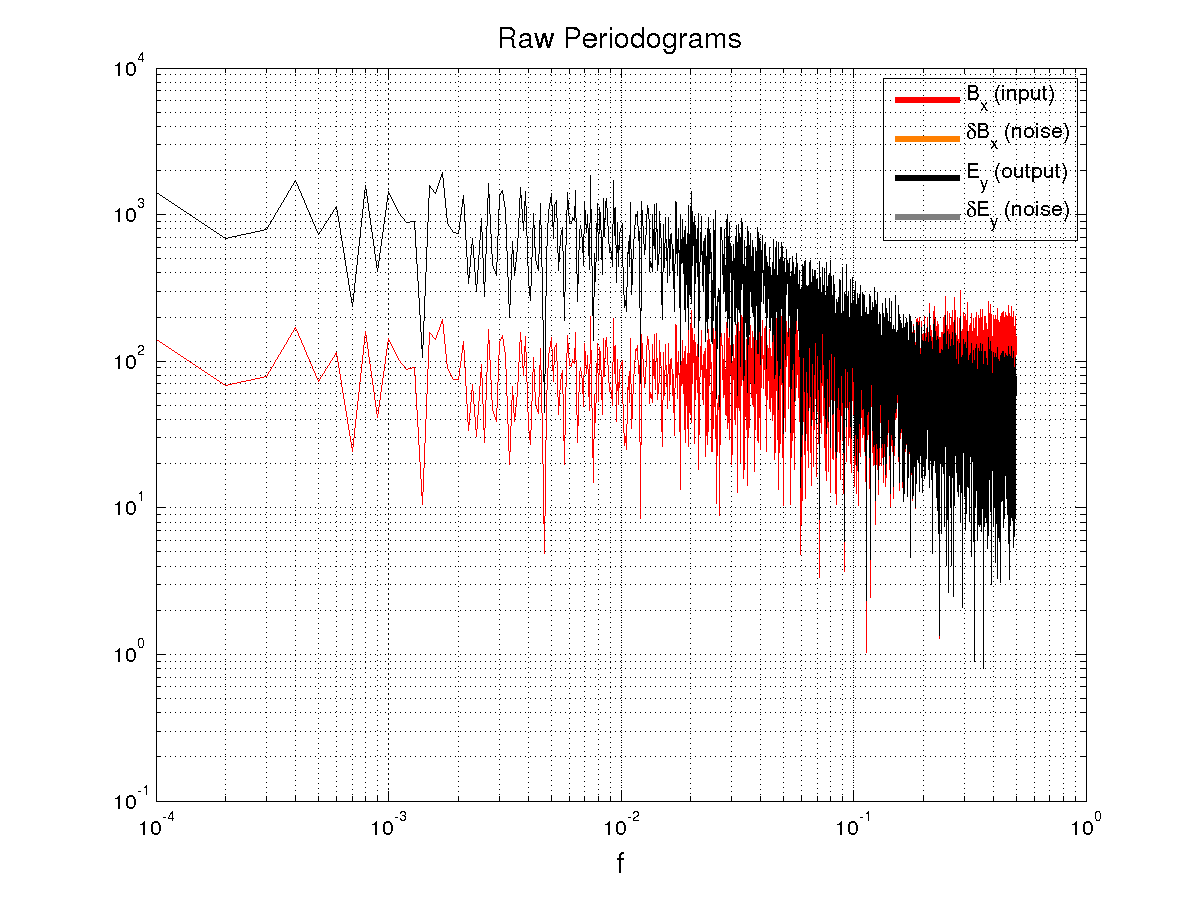 Raw Periodograms
10^4
10^3
10^2
10^1
10^0
10^-1
10^-4
10^-3
10^-2
10^-1
10^0
f
B_x (input)
δB_x (noise)
E_y (output)
δE_y (noise)